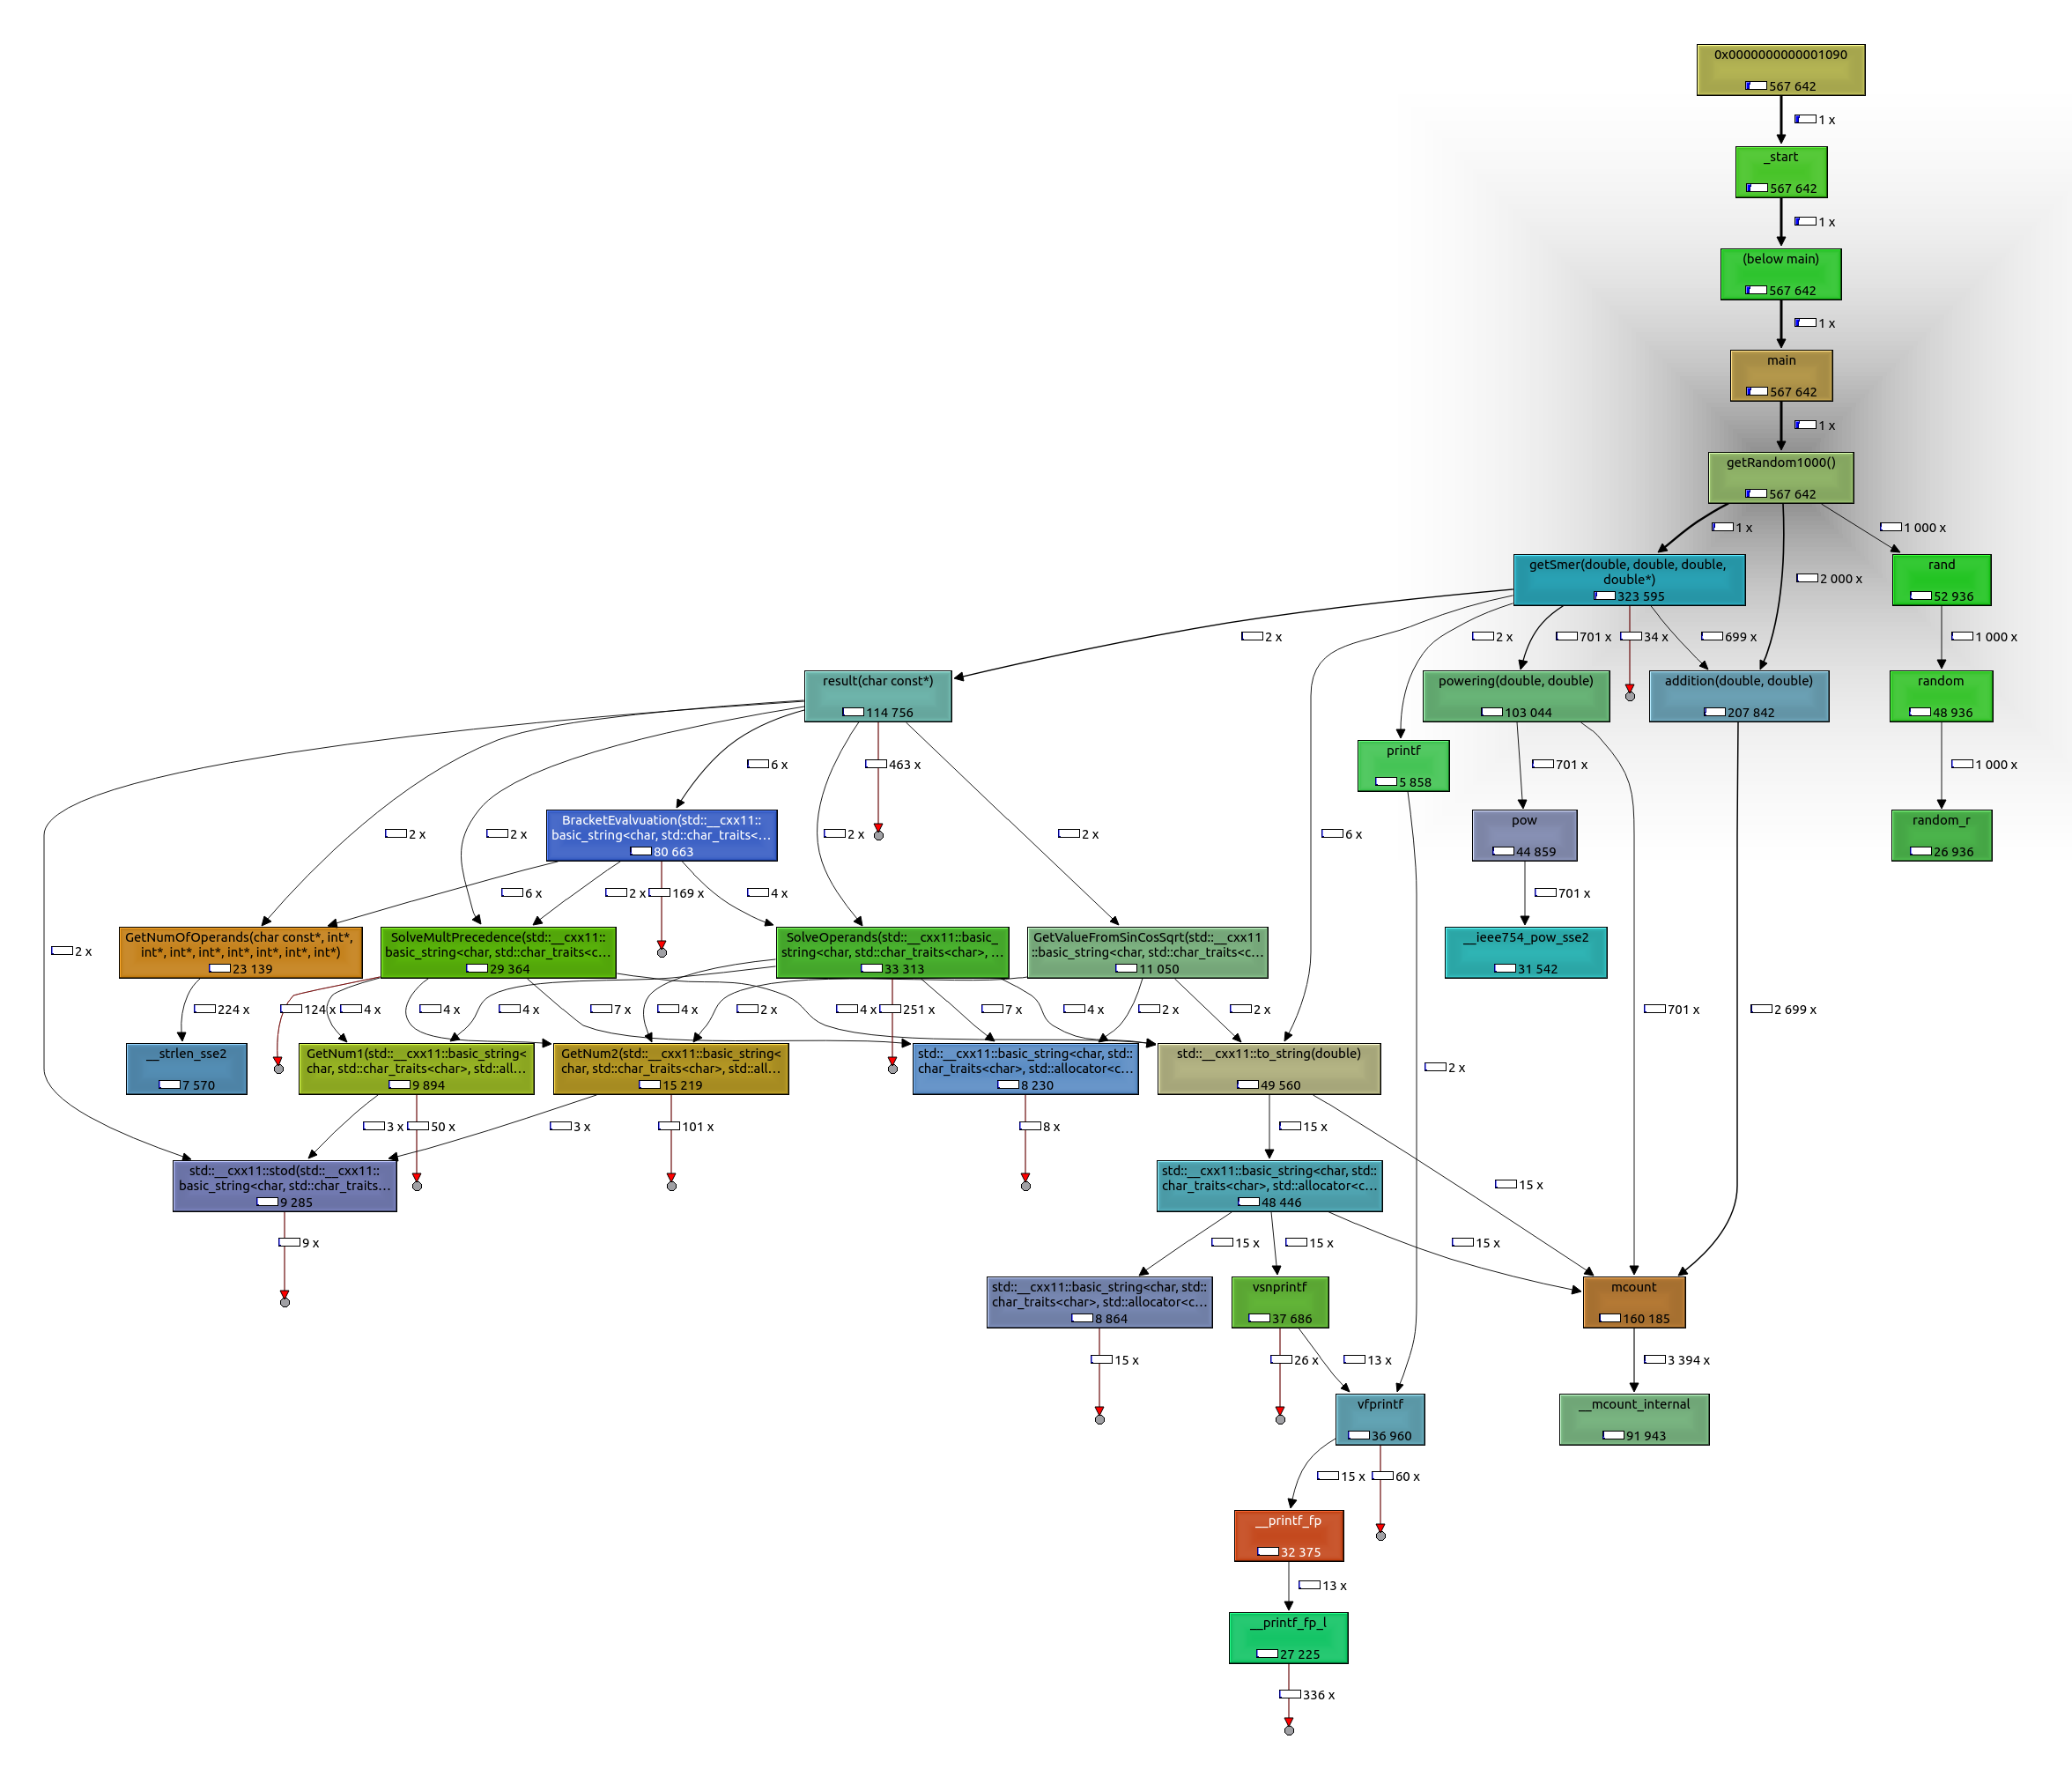 0x0000000000001090
567 642
1 x
_start
567 642
1 x
(below main)
567 642
1 x
main
567 642
1 x
getRandom1000()
567 642
1 x
1 000 x
getSmer(double, double, double,
double*)
323 595
2 000 x
rand
52 936
2 x
2 x
701 x
34 x
699 x
1 000 x
result(char const*)
114 756
powering(double, double)
103 044
addition(double, double)
207 842
random
48 936
printf
5 858
6 x
463 x
701 x
1 000 x
BracketEvalvuation(std::__cxx11::
basic_string<char, std::char_traits<...
80 663
2 x
2 x
2 x
2 x
6 x
pow
44 859
random_r
26 936
6 x
2 x
169 x
4 x
701 x
GetNumOfOperands(char const*, int*,
int*, int*, int*, int*, int*, int*)
23 139
SolveMultPrecedence(std::__cxx11::
basic_string<char, std::char_traits<c...
29 364
SolveOperands(std::__cxx11::basic_
string<char, std::char_traits<char>, ...
33 313
GetValueFromSinCosSqrt(std::__cxx11
::basic_string<char, std::char_traits<c...
11 050
__ieee754_pow_sse2
31 542
2 x
224 x
124 x
4 x
4 x
4 x
7 x
4 x
2 x
4 x
251 x
7 x
4 x
2 x
2 x
701 x
2 699 x
__strlen_sse2
7 570
GetNum1(std::__cxx11::basic_string<
char, std::char_traits<char>, std::all...
9 894
GetNum2(std::__cxx11::basic_string<
char, std::char_traits<char>, std::all...
15 219
std::__cxx11::basic_string<char, std::
char_traits<char>, std::allocator<c...
8 230
std::__cxx11::to_string(double)
49 560
2 x
3 x
50 x
3 x
101 x
8 x
15 x
std::__cxx11::stod(std::__cxx11::
basic_string<char, std::char_traits...
9 285
std::__cxx11::basic_string<char, std::
char_traits<char>, std::allocator<c...
48 446
15 x
9 x
15 x
15 x
15 x
std::__cxx11::basic_string<char, std::
char_traits<char>, std::allocator<c...
8 864
vsnprintf
37 686
mcount
160 185
15 x
26 x
13 x
3 394 x
vfprintf
36 960
__mcount_internal
91 943
15 x
60 x
__printf_fp
32 375
13 x
__printf_fp_l
27 225
336 x